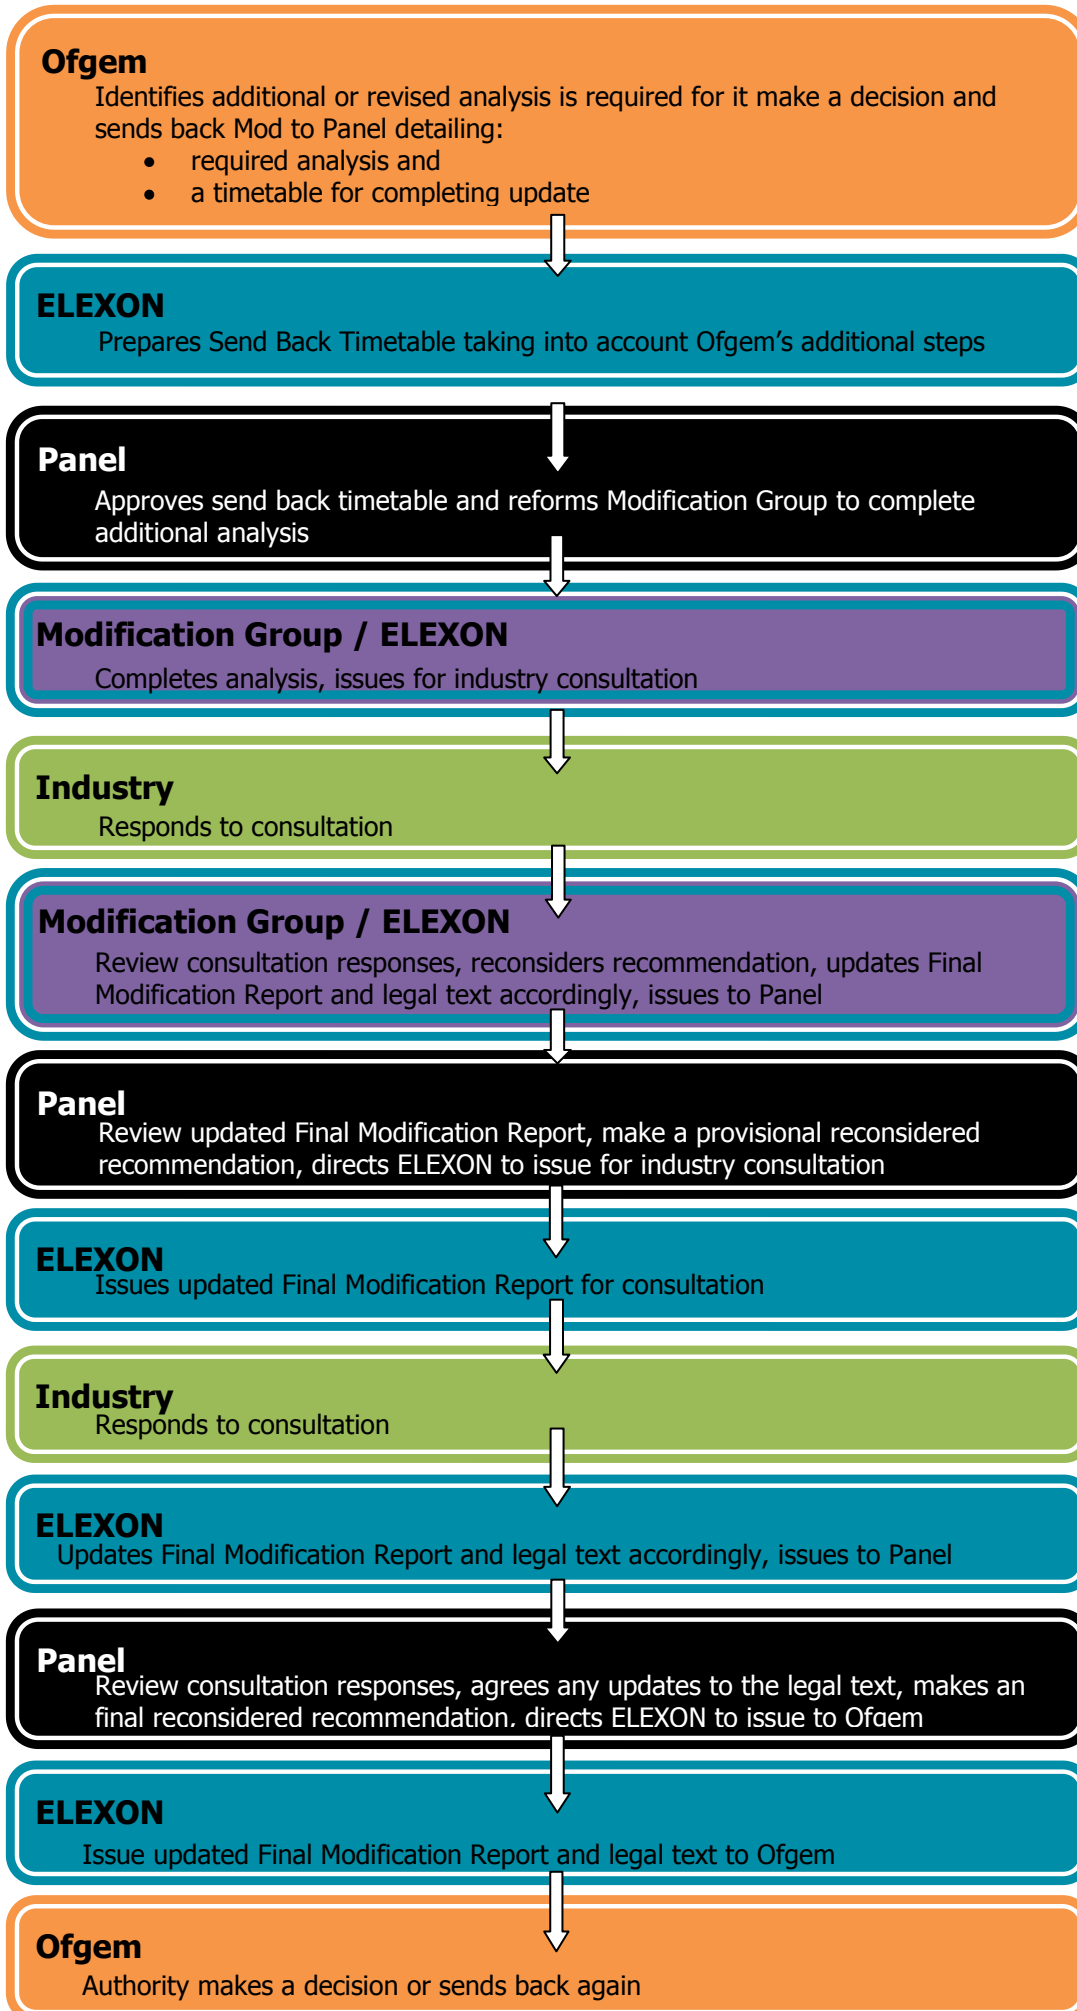 Ofgem
Identifies additional or revised analysis is required for it make a decision and
sends back Mod to Panel detailing:
• required analysis and
• a timetable for completing update
ELEXON
Prepares Send Back Timetable taking into account Ofgem’s additional steps
Panel
Approves send back timetable and reforms Modification Group to complete
additional analysis
Modification Group / ELEXON
Completes analysis, issues for industry consultation
Industry
Responds to consultation
Modification Group / ELEXON
Review consultation responses, reconsiders recommendation, updates Final
Modification Report and legal text accordingly, issues to Panel
Panel
Review updated Final Modification Report, make a provisional reconsidered
recommendation, directs ELEXON to issue for industry consultation
ELEXON
Issues updated Final Modification Report for consultation
Industry
Responds to consultation
ELEXON
Updates Final Modification Report and legal text accordingly, issues to Panel
Panel
Review consultation responses, agrees any updates to the legal text, makes an
final reconsidered recommendation, directs ELEXON to issue to Ofgem
ELEXON
Issue updated Final Modification Report and legal text to Ofgem
Ofgem
Authority makes a decision or sends back again